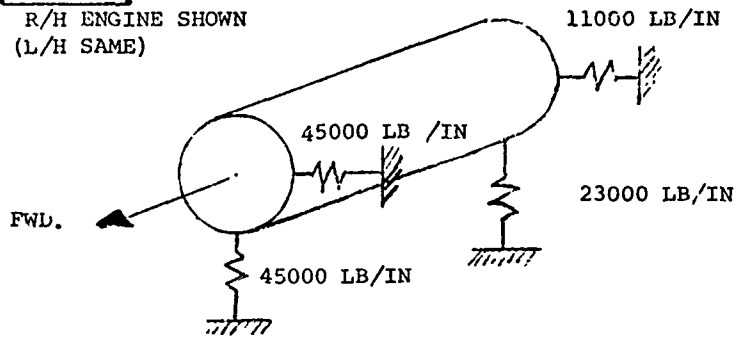 R/H ENGINE SHOWN
(L/H SAME)
11000 LB/IN
45000 LB /IN
23000 LB/IN
FWD.
45000 LB/IN